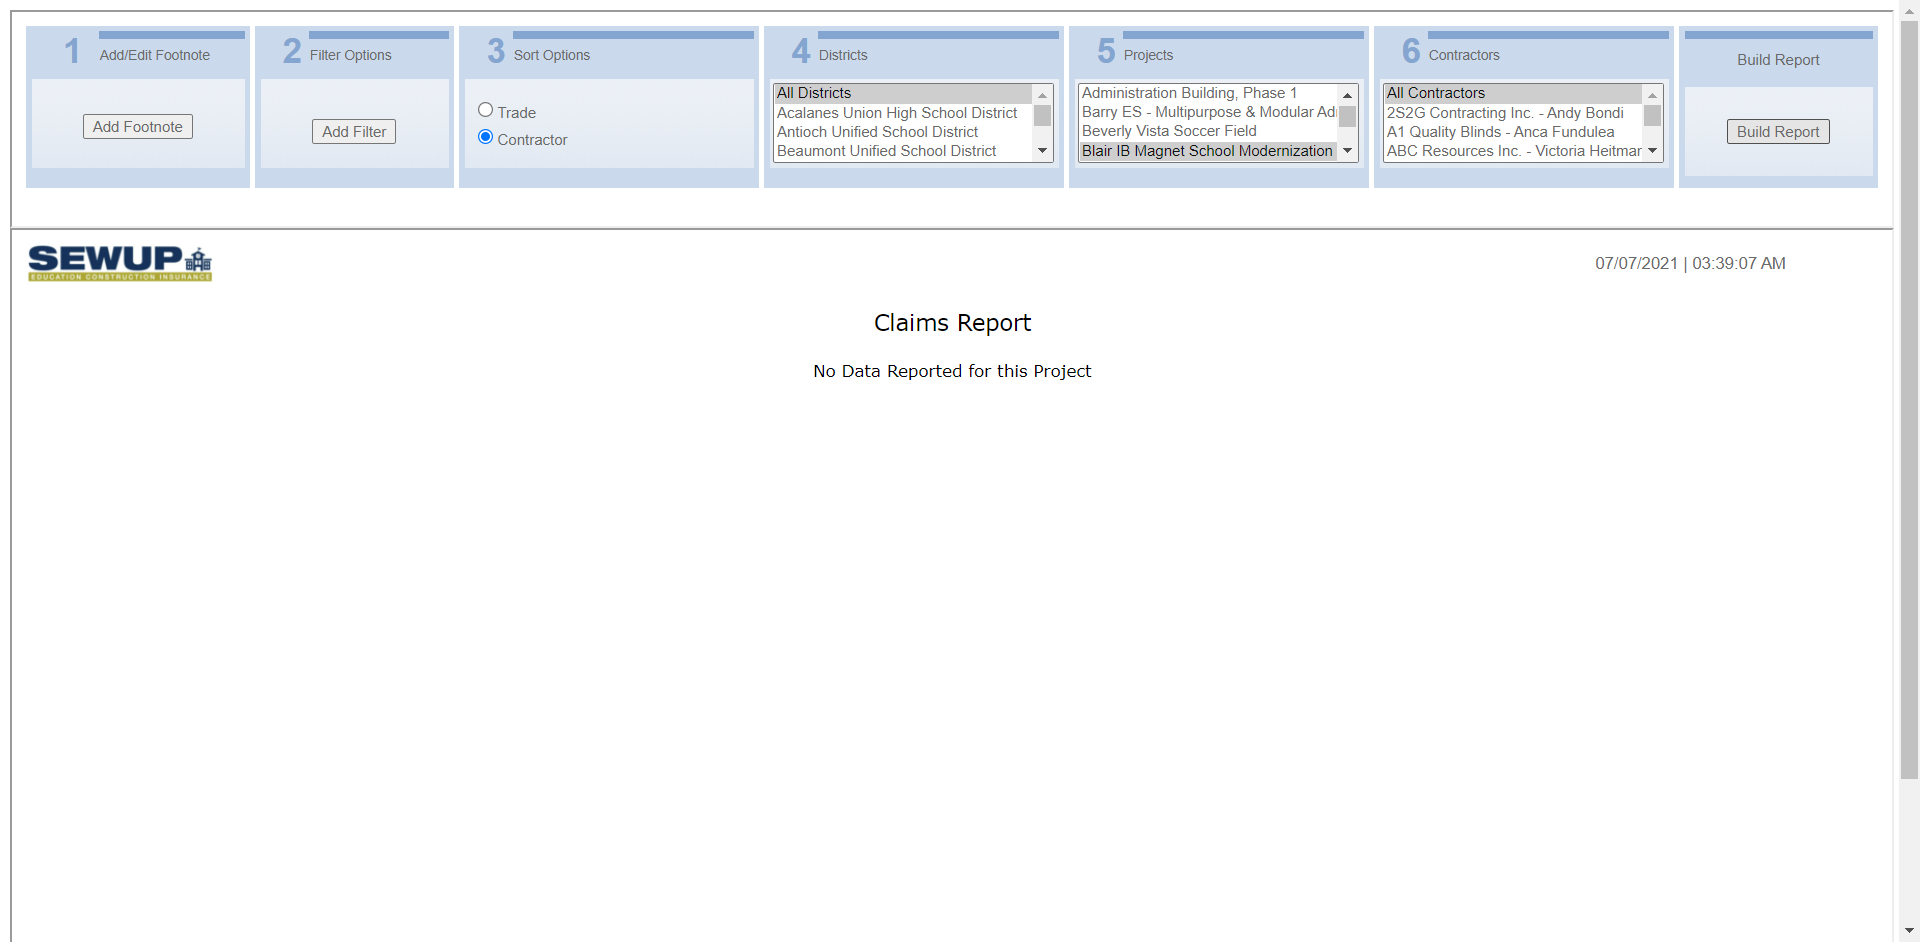 1 Add/Edit Footnote
Add Footnote
2 Filter Options
Add Filter
3 Sort Options
Trade
Contractor
4 Districts
All Districts
Acalanes Union High School District
Antioch Unified School District
Beaumont Unified School District
5 Projects
Administration Building, Phase 1
Barry ES - Multipurpose & Modular Adi
Beverly Vista Soccer Field
Blair IB Magnet School Modernization
6 Contractors
All Contractors
2S2G Contracting Inc. - Andy Bondi
A1 Quality Blinds - Anca Fundulea
ABC Resources Inc. - Victoria Heitmar
Build Report
Build Report
SEWUP
EDUCATION CONSTRUCTION INSURANCE
07/07/2021 | 03:39:07 AM
Claims Report
No Data Reported for this Project